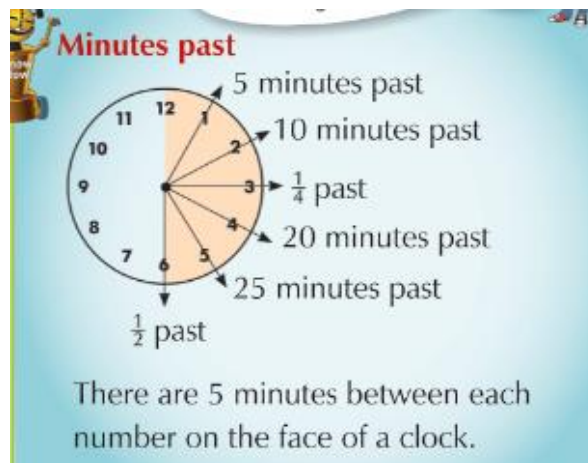 Minutes past
12
11
1
10
2
9
3
8
4
7
5
6
5 minutes past
10 minutes past
¼ past
20 minutes past
25 minutes past
½ past
There are 5 minutes between each
number on the face of a clock.